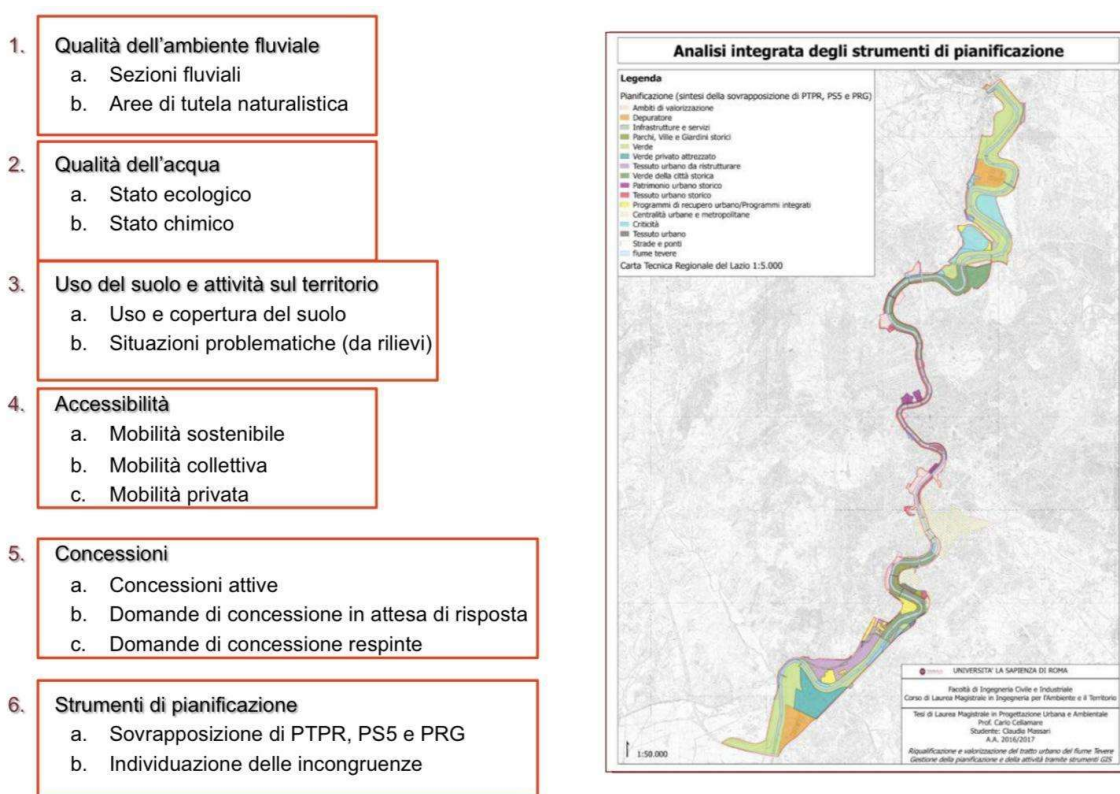 1. Qualità dell'ambiente fluviale
a. Sezioni fluviali
b. Aree di tutela naturalistica
2. Qualità dell'acqua
a. Stato ecologico
b. Stato chimico
3. Uso del suolo e attività sul territorio
a. Uso e copertura del suolo
b. Situazioni problematiche (da rilievi)
4. Accessibilità
a. Mobilità sostenibile
b. Mobilità collettiva
c. Mobilità privata
5. Concessioni
a. Concessioni attive
b. Domande di concessione in attesa di risposta
c. Domande di concessione respinte
6. Strumenti di pianificazione
a. Sovrapposizione di PTPR, PS5 e PRG
b. Individuazione delle incongruenze
Analisi integrata degli strumenti di pianificazione
Legenda
Pianificazione (sintesi della sovrapposizione di PTPR, PS5 e PRG)
Ambiti di valorizzazione
Depuratore
Infrastrutture e servizi
Parchi, Ville e Giardini storici
Verde
Verde privato attrezzato
Tessuto urbano da ristrutturare
Verde della città storica
Patrimonio urbano storico
Tessuto urbano storico
Programmi di recupero urbano/Programmi integrati
Centralità urbane e metropolitane
Criticità
Tessuto urbano
Strade e ponti
fiume tevere
Carta Tecnica Regionale del Lazio 1:5.000
1:50.000
UNIVERSITA' LA SAPIENZA DI ROMA
Facoltà di Ingegneria Civile e Industriale
Corso di Laurea Magistrale in Ingegneria per l'Ambiente e il Territorio
Tesi di Laurea Magistrale in Progettazione Urbana e Ambientale
Prof. Carlo Cellamare
Studente: Claudia Massari
A.A. 2016/2017
Riqualificazione e valorizzazione del tratto urbano del fiume Tevere
Gestione della pianificazione e della attività tramite strumenti GIS